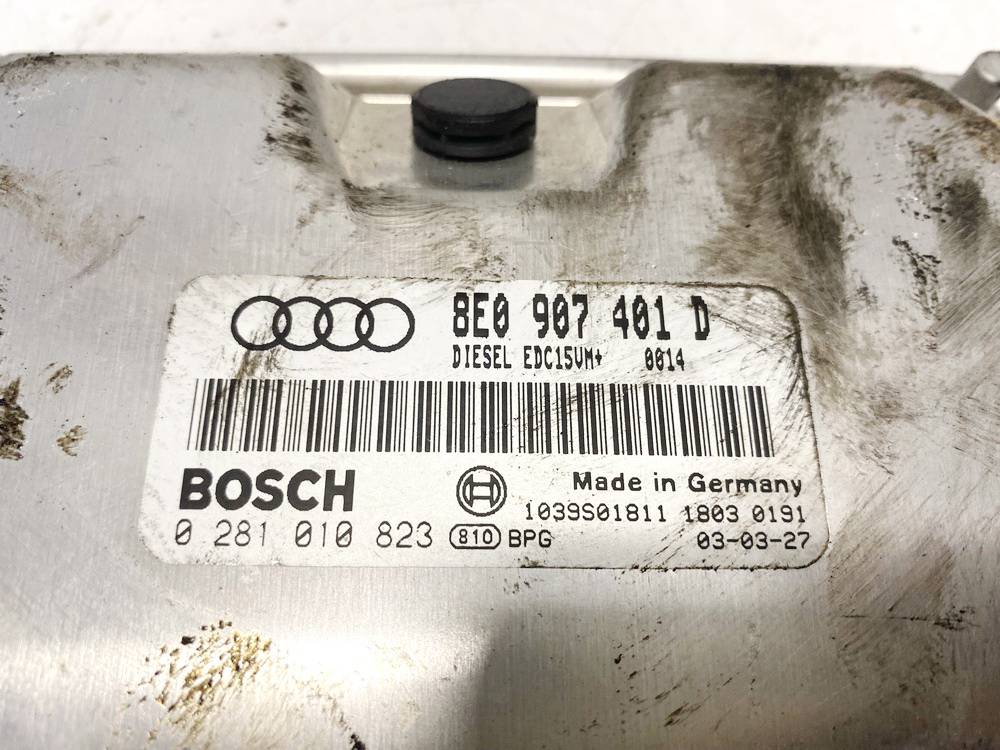 8E0 907 401 D
DIESEL EDC15VM+ 0014
BOSCH
Made in Germany
1039S01811 1803 0191
0 281 010 823 810 BPG 03-03-27